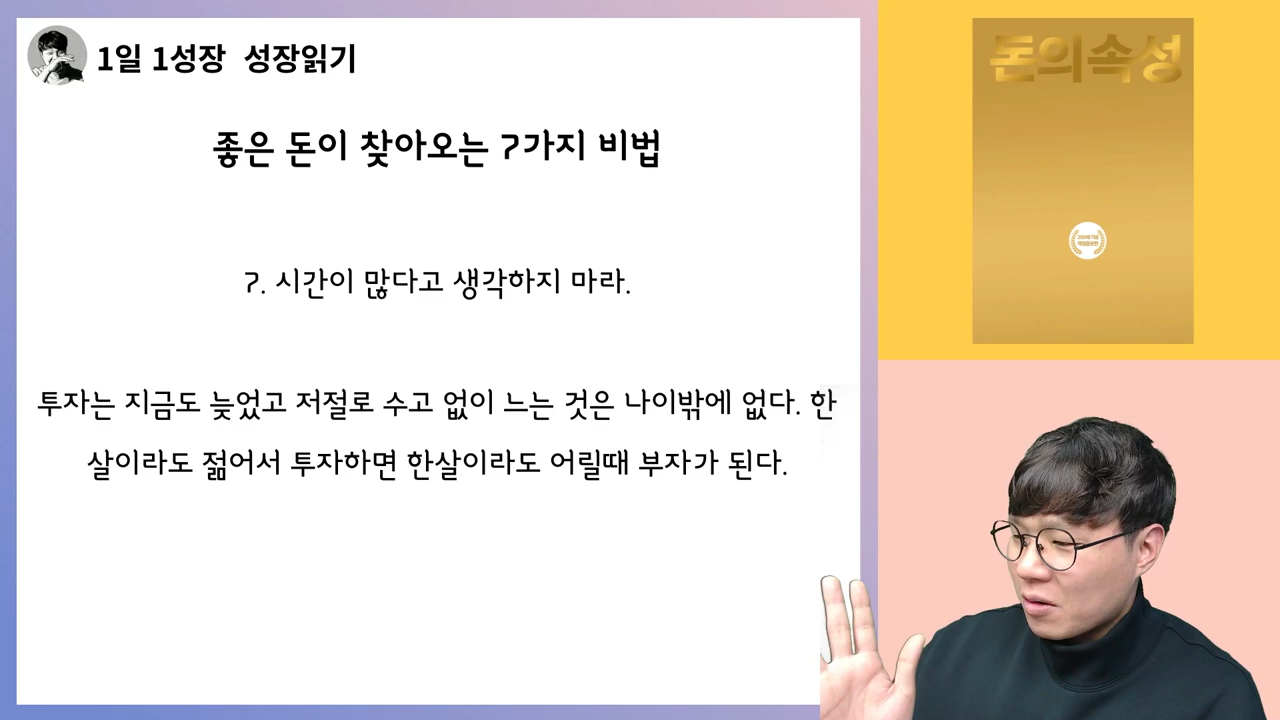 1일 1성장 성장읽기
좋은 돈이 찾아오는 7가지 비법
7. 시간이 많다고 생각하지 마라.
투자는 지금도 늦었고 저절로 수고 없이 느는 것은 나이밖에 없다. 한
살이라도 젊어서 투자하면 한살이라도 어릴때 부자가 된다.
돈의 속성